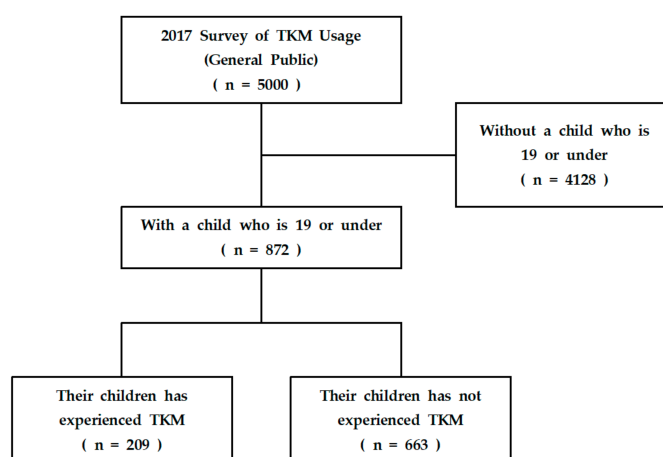 2017 Survey of TKM Usage
(General Public)
( n = 5000 )
Without a child who is
19 or under
( n = 4128 )
With a child who is 19 or under
( n = 872 )
Their children has
experienced TKM
( n = 209 )
Their children has not
experienced TKM
( n = 663 )